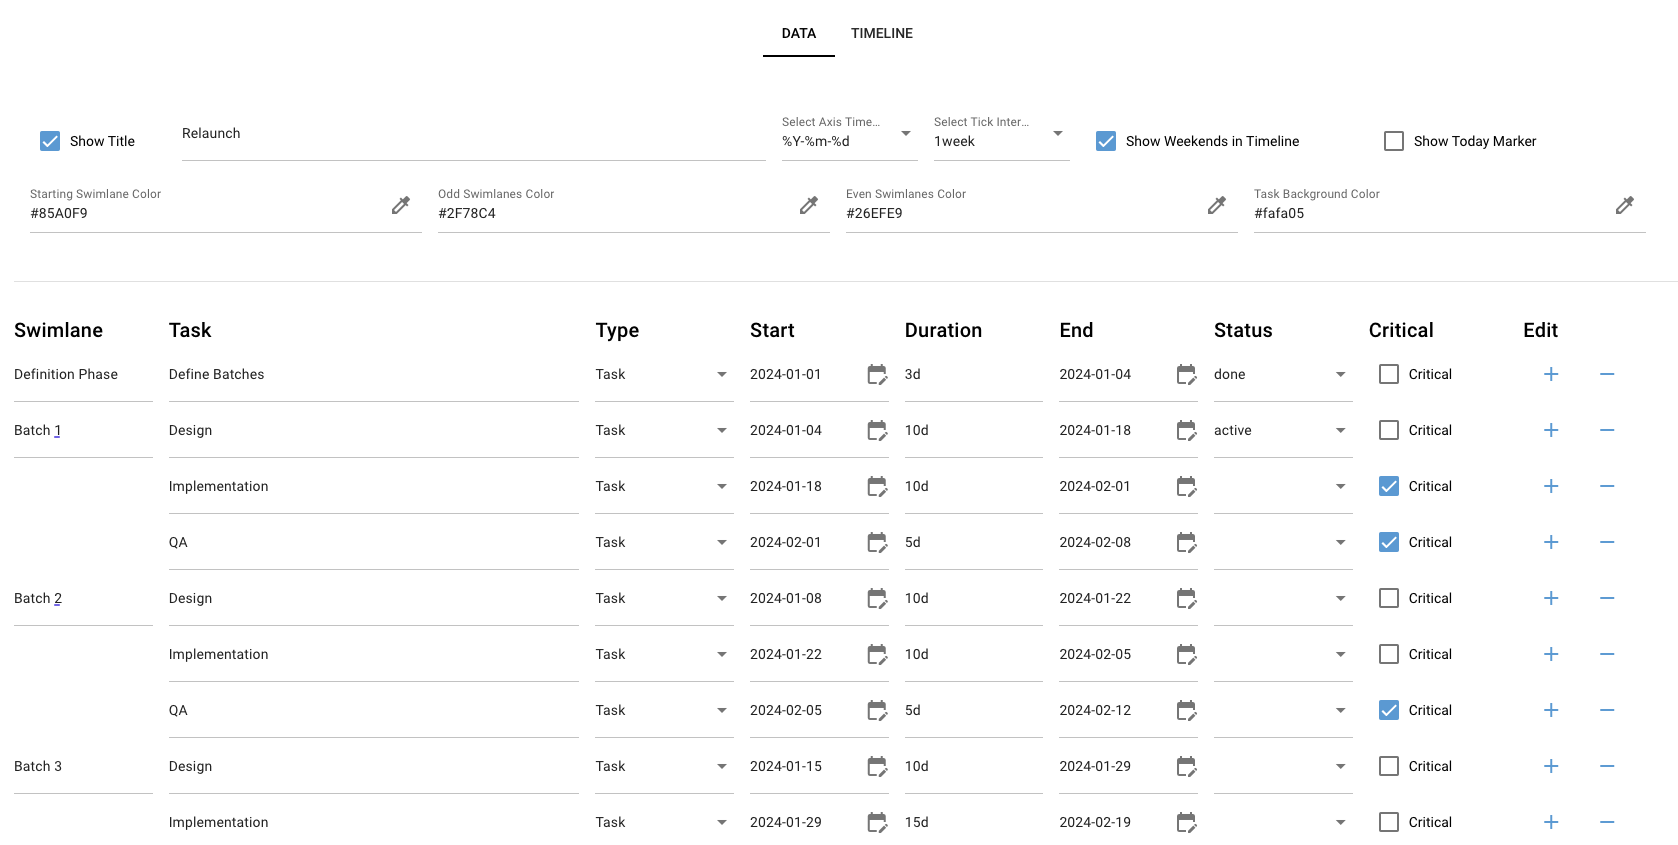 DATA TIMELINE
Show Title Relaunch Select Axis Time... %Y-%m-%d Select Tick Inter... 1week Show Weekends in Timeline Show Today Marker
Starting Swimlane Color Odd Swimlanes Color Even Swimlanes Color Task Background Color
#85A0F9 #2F78C4 #26EFE9 #fafa05
Swimlane Task Type Start Duration End Status Critical Edit
Definition Phase Define Batches Task 2024-01-01 3d 2024-01-04 done Critical + −
Batch 1 Design Task 2024-01-04 10d 2024-01-18 active Critical + −
Implementation Task 2024-01-18 10d 2024-02-01 Critical + −
QA Task 2024-02-01 5d 2024-02-08 Critical + −
Batch 2 Design Task 2024-01-08 10d 2024-01-22 Critical + −
Implementation Task 2024-01-22 10d 2024-02-05 Critical + −
QA Task 2024-02-05 5d 2024-02-12 Critical + −
Batch 3 Design Task 2024-01-15 10d 2024-01-29 Critical + −
Implementation Task 2024-01-29 15d 2024-02-19 Critical + −